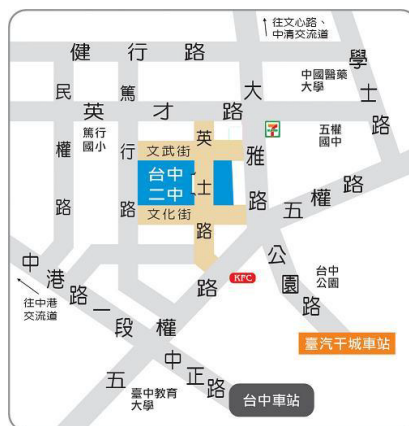 往文心路、
中清交流道
健行路
學士路
中國醫藥
大學
民權路
篤行路
大雅路
英才路
7
篤行
國小
五權
國中
文武街
英士路
台中
二中
文化街
五權路
五權路
公園路
台中
公園
KFC
中港路一段
往中港
交流道
臺汽干城車站
中正路
臺中教育
大學
台中車站